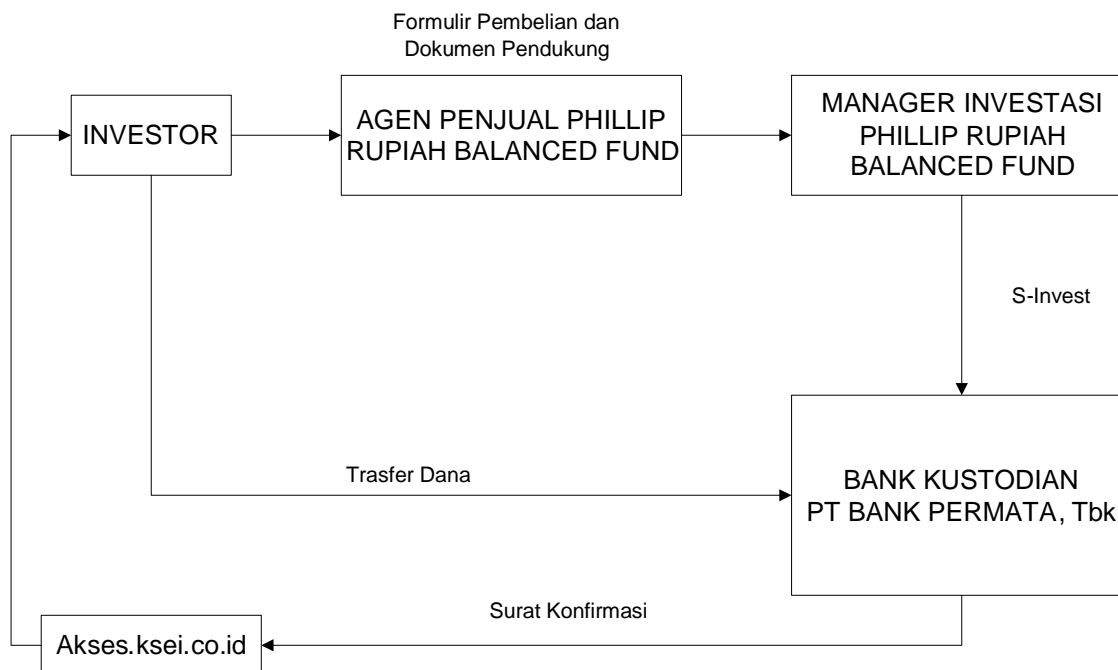 Formulir Pembelian dan
Dokumen Pendukung
INVESTOR
AGEN PENJUAL PHILLIP
RUPIAH BALANCED FUND
MANAGER INVESTASI
PHILLIP RUPIAH
BALANCED FUND
S-Invest
Trasfer Dana
BANK KUSTODIAN
PT BANK PERMATA, Tbk
Surat Konfirmasi
Akses.ksei.co.id